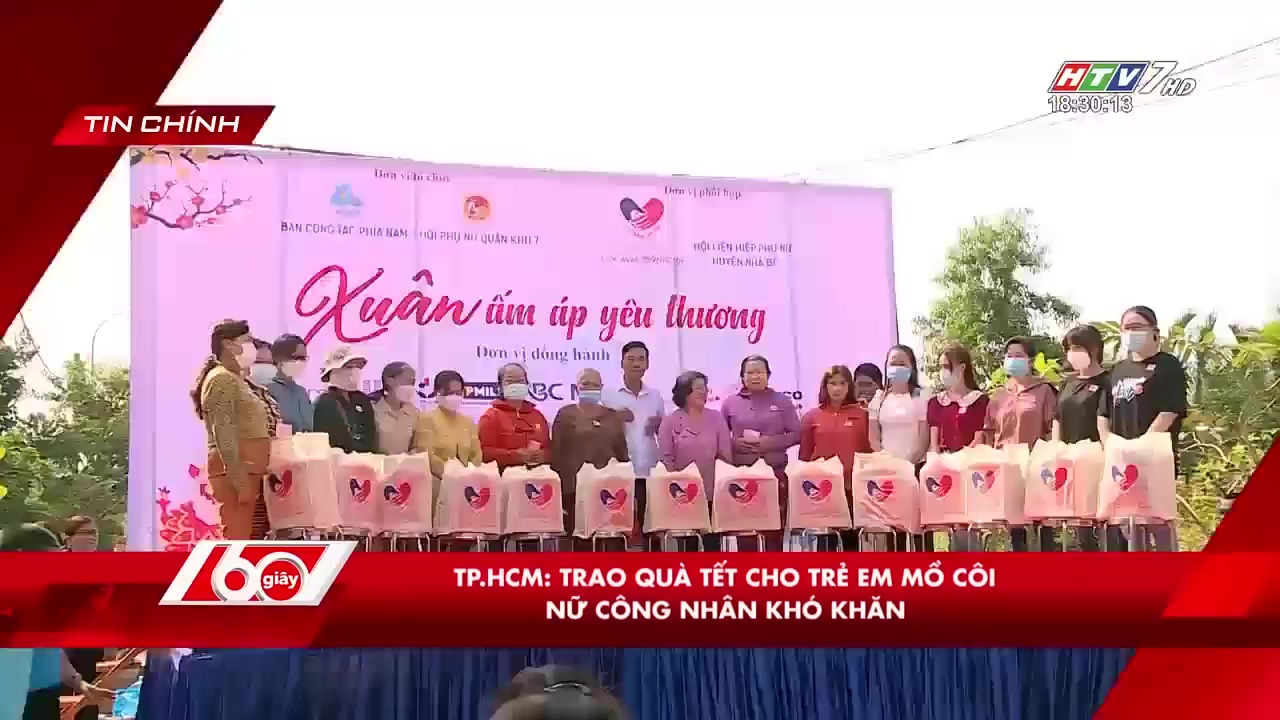 HTV7 HD
18:30:13
TIN CHÍNH
Đơn vị tổ chức
Đơn vị phối hợp
BAN CÔNG TÁC PHÍA NAM
HỘI PHỤ NỮ QUÂN KHU 7
HỘI LIÊN HIỆP PHỤ NỮ
HUYỆN NHÀ BÈ
Xuân ấm áp yêu thương
Đơn vị đồng hành
60 giây
TP.HCM: TRAO QUÀ TẾT CHO TRẺ EM MỒ CÔI
NỮ CÔNG NHÂN KHÓ KHĂN